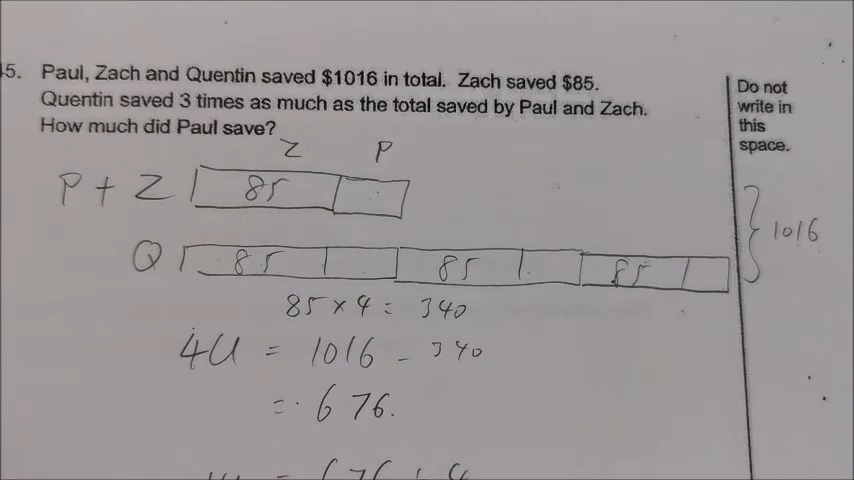 45. Paul, Zach and Quentin saved $1016 in total. Zach saved $85.
Quentin saved 3 times as much as the total saved by Paul and Zach.
How much did Paul save?
Do not
write in
this
space.
Z P
P + Z 85
Q 85 85 85
1016
85 × 4 = 340
4U = 1016 - 340
= 676.